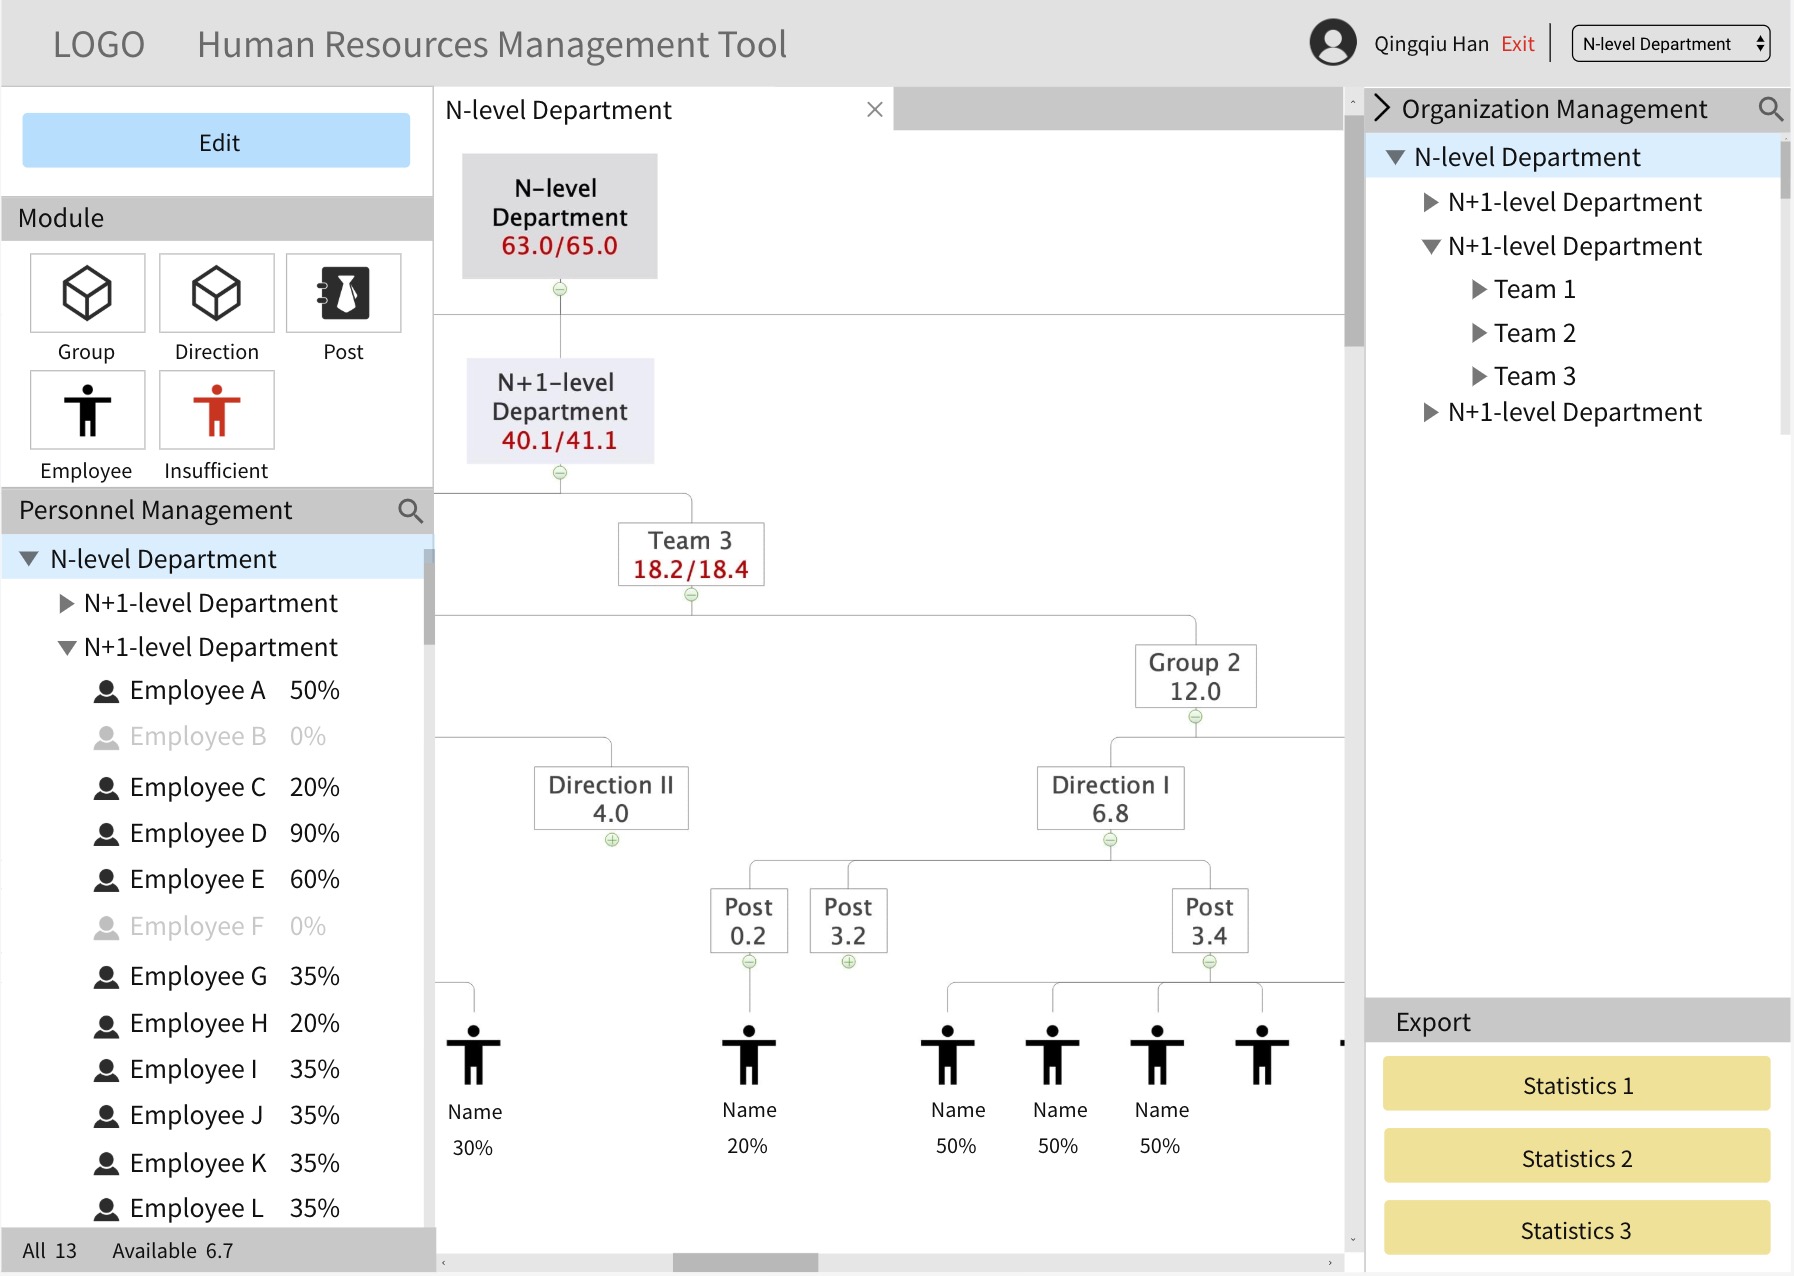 LOGO Human Resources Management Tool
Qingqiu Han Exit N-level Department
Edit
Module
Group Direction Post
Employee Insufficient
Personnel Management
N-level Department
N+1-level Department
N+1-level Department
Employee A 50%
Employee B 0%
Employee C 20%
Employee D 90%
Employee E 60%
Employee F 0%
Employee G 35%
Employee H 20%
Employee I 35%
Employee J 35%
Employee K 35%
Employee L 35%
All 13 Available 6.7
N-level Department
N-level
Department
63.0/65.0
N+1-level
Department
40.1/41.1
Team 3
18.2/18.4
Group 2
12.0
Direction II
4.0
Direction I
6.8
Post
0.2
Post
3.2
Post
3.4
Name
30%
Name
20%
Name
50%
Name
50%
Name
50%
Organization Management
N-level Department
N+1-level Department
N+1-level Department
Team 1
Team 2
Team 3
N+1-level Department
Export
Statistics 1
Statistics 2
Statistics 3